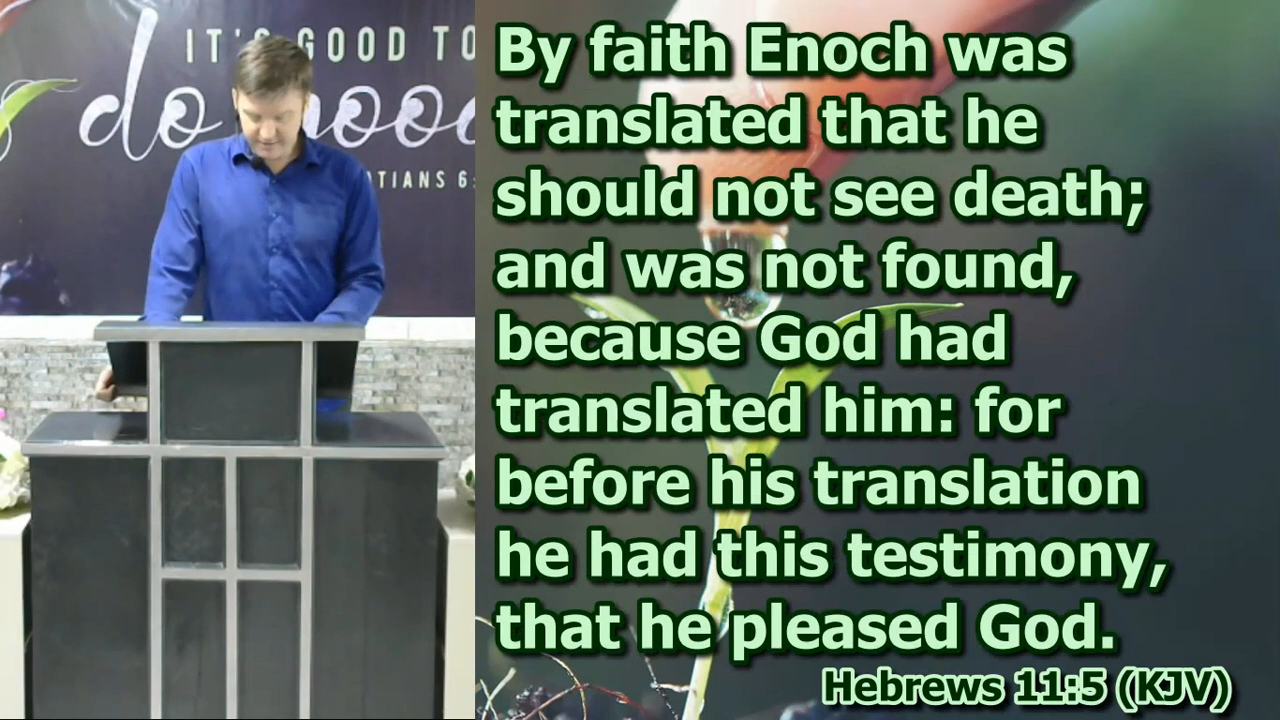 IT'S GOOD TO
do
By faith Enoch was
translated that he
should not see death;
and was not found,
because God had
translated him: for
before his translation
he had this testimony,
that he pleased God.
Hebrews 11:5 (KJV)